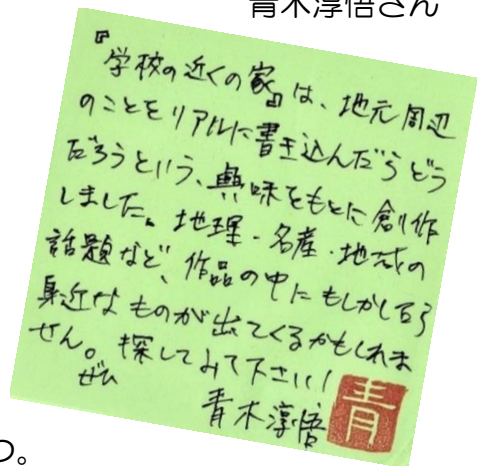 青木淳悟さん
『学校の近くの家』は、地元周辺
のことをリアルに書き込んだらどう
だろうという、興味をもとに創作
しました。地理・名産・地域の
話題など、作品の中にもしかしたら
身近なものが出てくるかもしれま
せん。ぜひ探してみて下さい!
青木淳悟
青
つ。